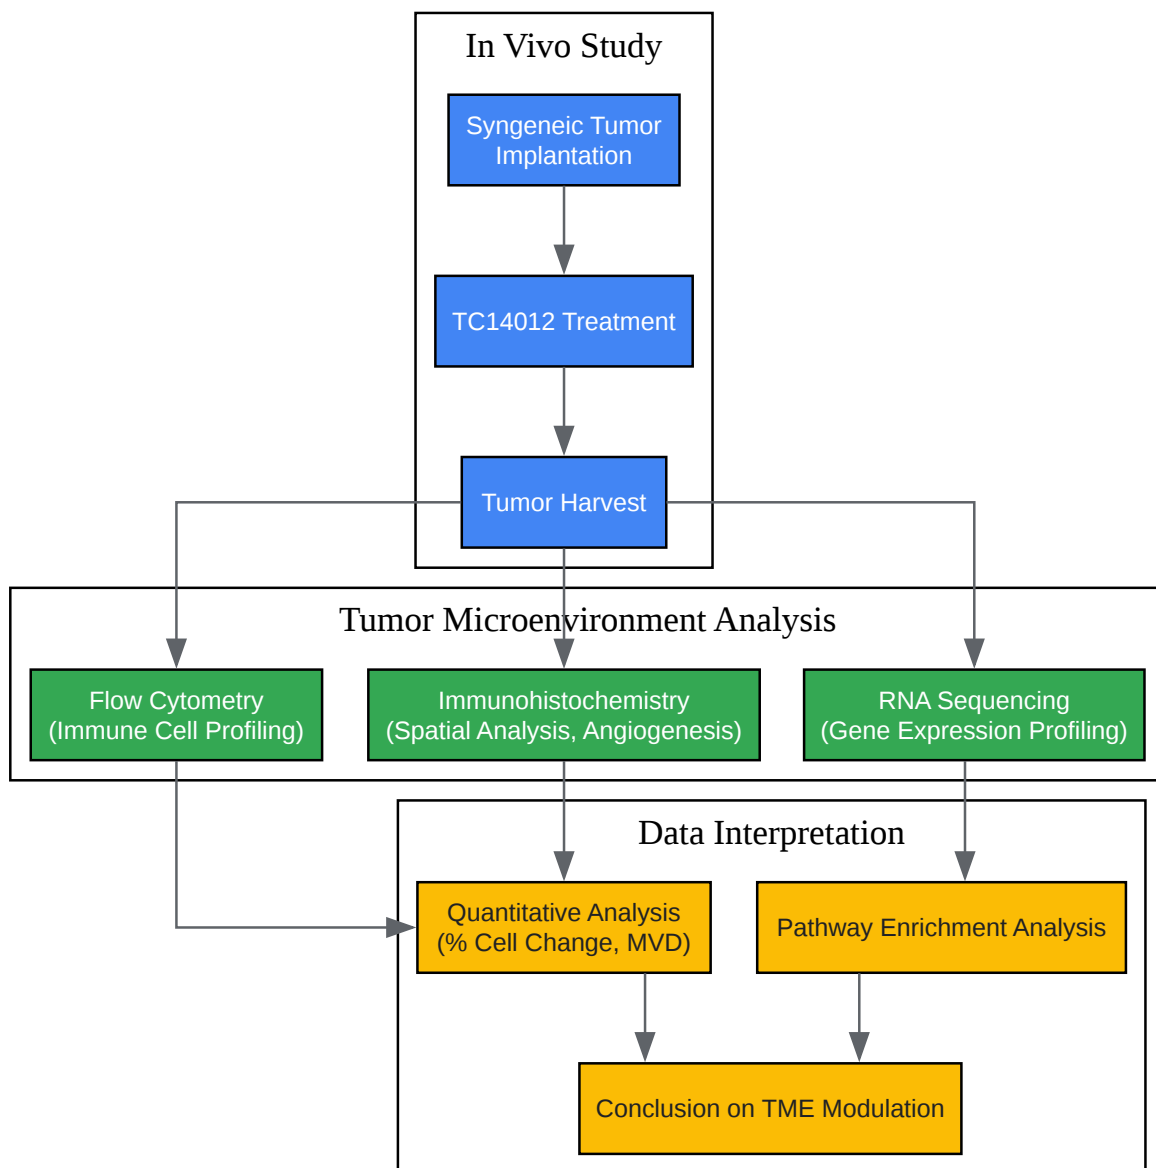 In Vivo Study
Syngeneic Tumor
Implantation
TC14012 Treatment
Tumor Harvest
Tumor Microenvironment Analysis
Flow Cytometry
(Immune Cell Profiling)
Immunohistochemistry
(Spatial Analysis, Angiogenesis)
RNA Sequencing
(Gene Expression Profiling)
Data Interpretation
Quantitative Analysis
(% Cell Change, MVD)
Pathway Enrichment Analysis
Conclusion on TME Modulation